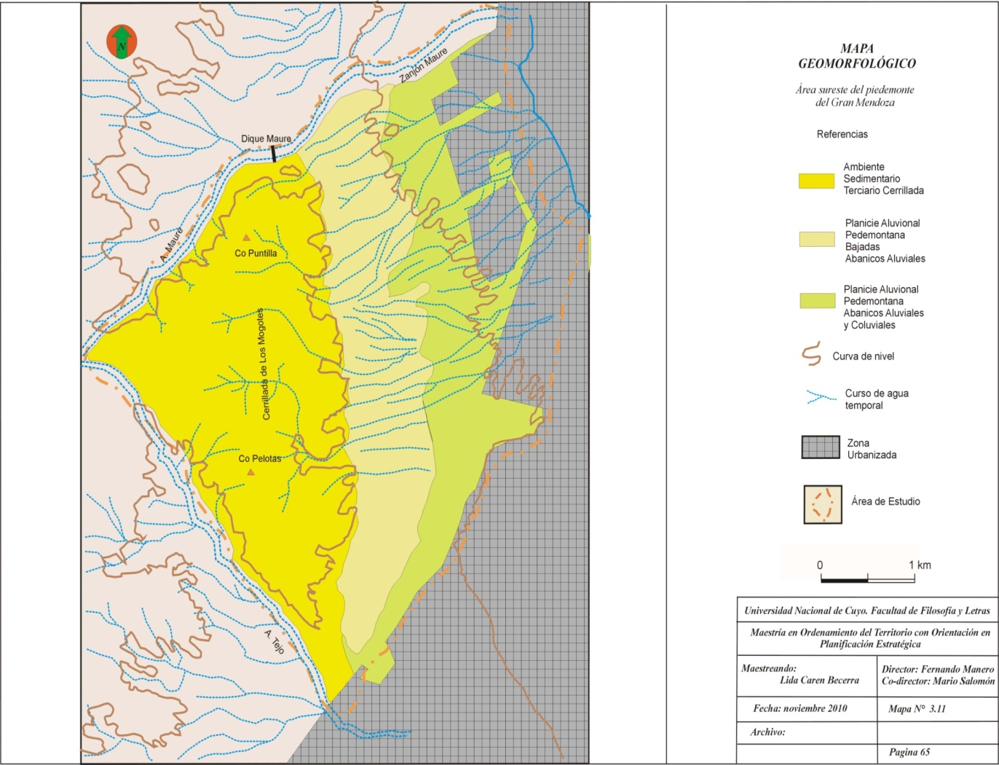 N
Zanjón Maure
Dique Maure
A. Maure
Co Puntilla
Cerrillada de Los Mogotes
Co Pelotas
A. Tejo
MAPA
GEOMORFOLÓGICO
Área sureste del piedemonte
del Gran Mendoza
Referencias
Ambiente
Sedimentario
Terciario Cerrillada
Planicie Aluvional
Pedemontana
Bajadas
Abanicos Aluviales
Planicie Aluvional
Pedemontana
Abanicos Aluviales
y Coluviales
Curva de nivel
Curso de agua
temporal
Zona
Urbanizada
Área de Estudio
0 1 km
Universidad Nacional de Cuyo. Facultad de Filosofía y Letras
Maestría en Ordenamiento del Territorio con Orientación en
Planificación Estratégica
Maestreando:
Lida Caren Becerra
Director: Fernando Manero
Co-director: Mario Salomón
Fecha: noviembre 2010
Mapa N° 3.11
Archivo:
Pagina 65